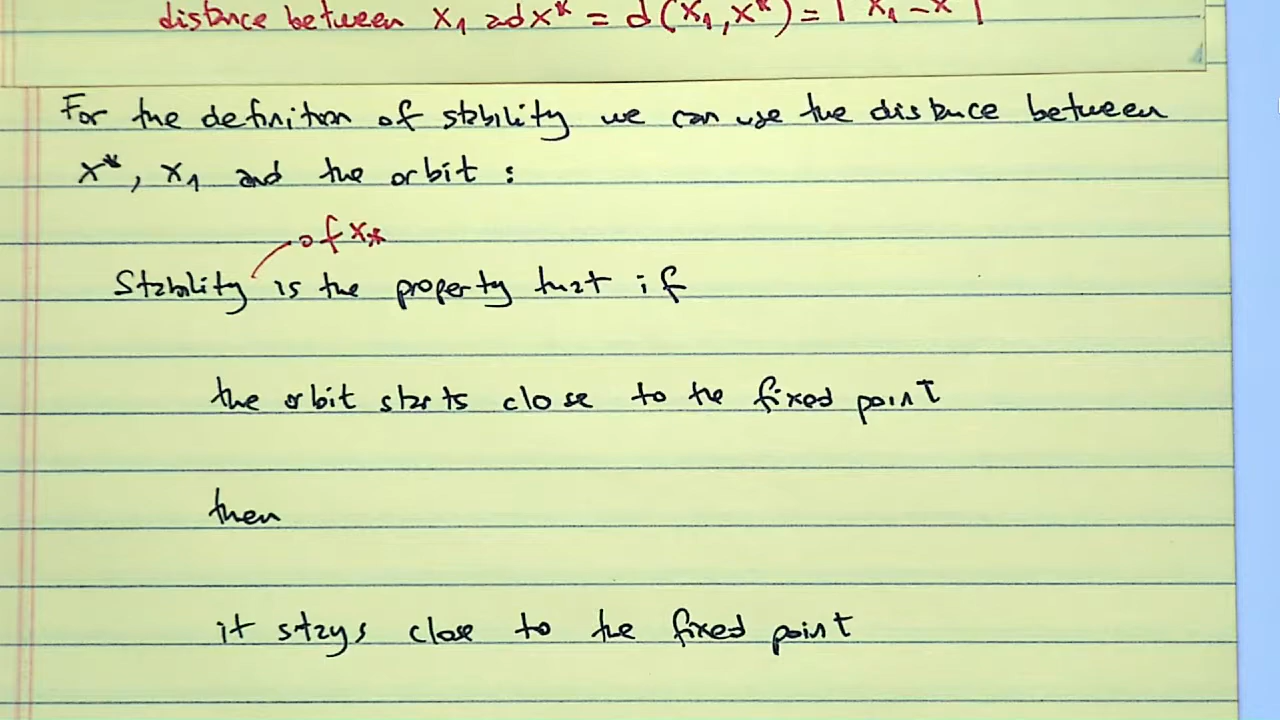 distance between x₁ and x* = d(x₁, x*) = | x₁ - x* |
For the definition of stability we can use the distance between
x*, x₁ and the orbit :
of x*
Stability is the property that if
the orbit starts close to the fixed point
then
it stays close to the fixed point